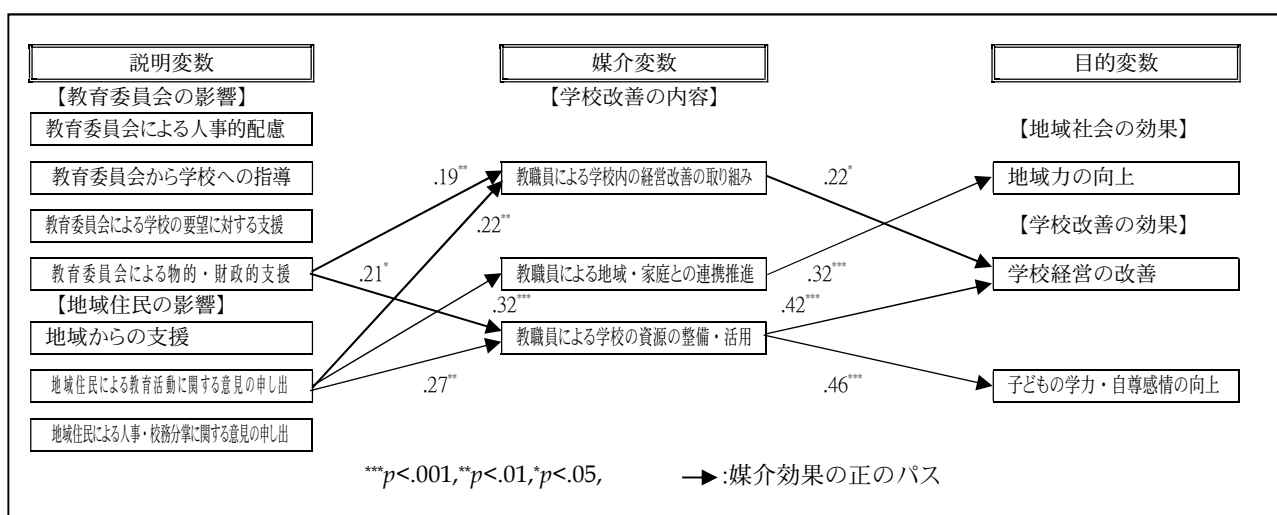 説明変数 媒介変数 目的変数
【教育委員会の影響】 【学校改善の内容】
教育委員会による人事的配慮 【地域社会の効果】
教育委員会から学校への指導 .19** 教職員による学校内の経営改善の取り組み .22* 地域力の向上
教育委員会による学校の要望に対する支援 .22** 【学校改善の効果】
教育委員会による物的・財政的支援 .21* 教職員による地域・家庭との連携推進 .32*** 学校経営の改善
【地域住民の影響】 .32*** .42***
地域からの支援 教職員による学校の資源の整備・活用
地域住民による教育活動に関する意見の申し出 .27** .46*** 子どもの学力・自尊感情の向上
地域住民による人事・校務分掌に関する意見の申し出
***p<.001,**p<.01,*p<.05, :媒介効果の正のパス